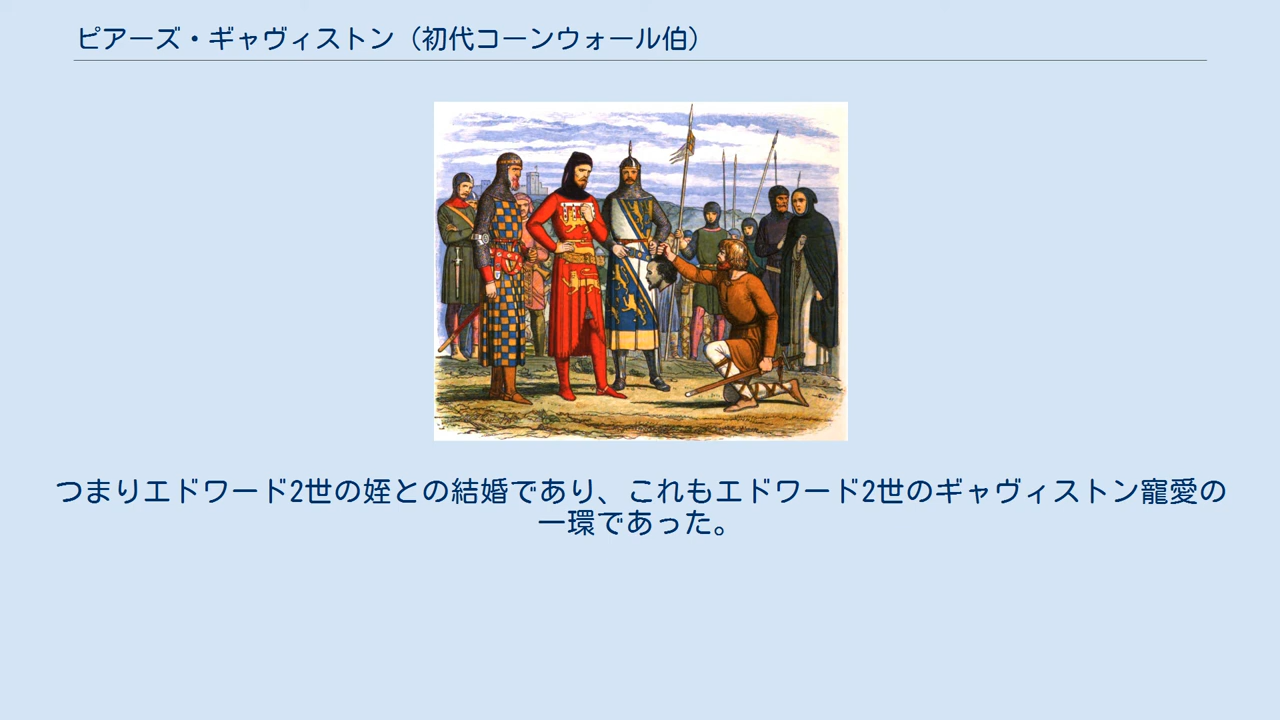 ピアーズ・ギャヴィストン（初代コーンウォール伯）
つまりエドワード2世の姪との結婚であり、これもエドワード2世のギャヴィストン寵愛の
一環であった。